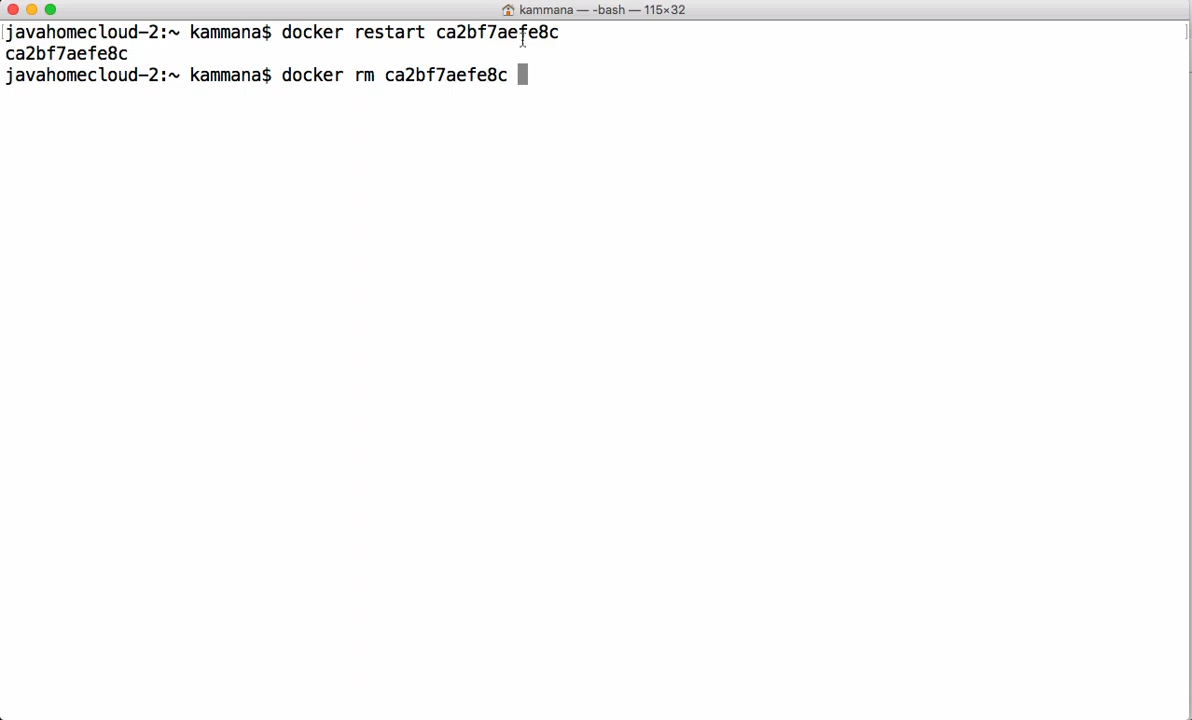 kammana — -bash — 115×32
javahomecloud-2:~ kammana$ docker restart ca2bf7aefe8c
ca2bf7aefe8c
javahomecloud-2:~ kammana$ docker rm ca2bf7aefe8c